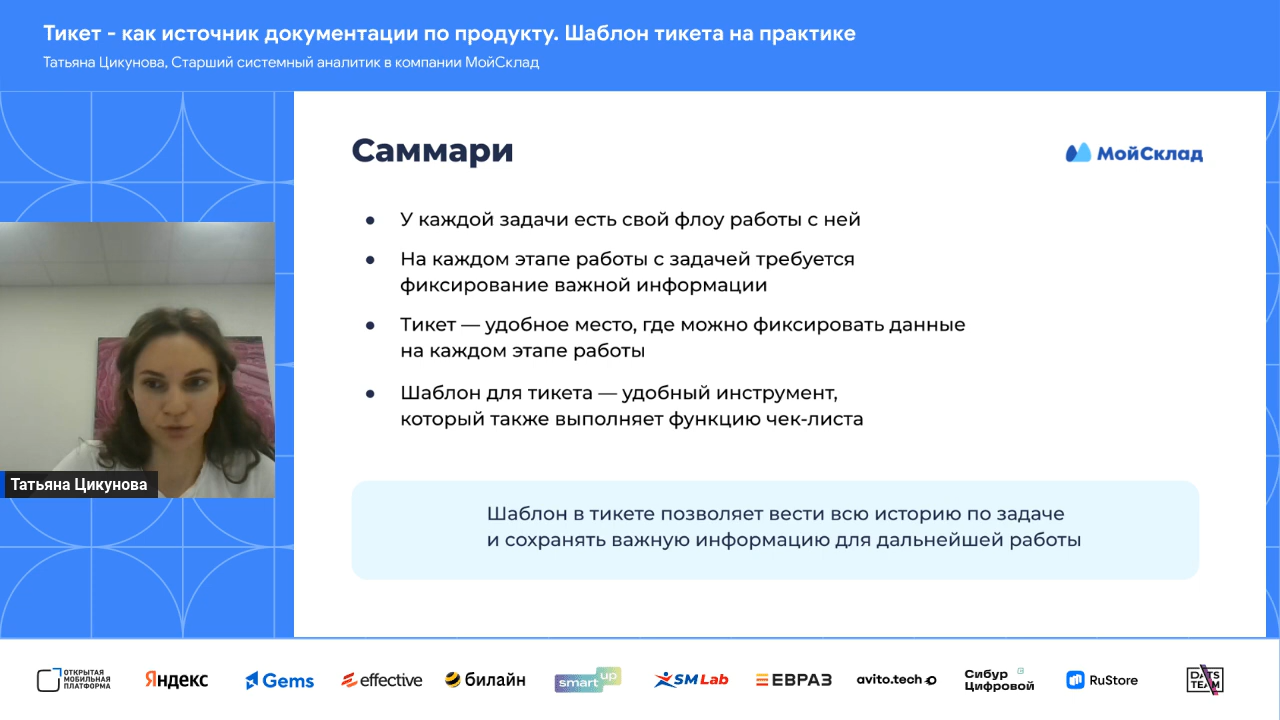 Тикет - как источник документации по продукту. Шаблон тикета на практике
Татьяна Цикунова, Старший системный аналитик в компании МойСклад
Саммари
МойСклад
У каждой задачи есть свой флоу работы с ней
На каждом этапе работы с задачей требуется
фиксирование важной информации
Тикет — удобное место, где можно фиксировать данные
на каждом этапе работы
Шаблон для тикета — удобный инструмент,
который также выполняет функцию чек-листа
Шаблон в тикете позволяет вести всю историю по задаче
и сохранять важную информацию для дальнейшей работы
Татьяна Цикунова
ОТКРЫТАЯ
МОБИЛЬНАЯ
ПЛАТФОРМА
Яндекс
Gems
effective
билайн
smart up
SM Lab
ЕВРАЗ
avito.tech
Сибур
Цифровой
RuStore
DATS
TEAM